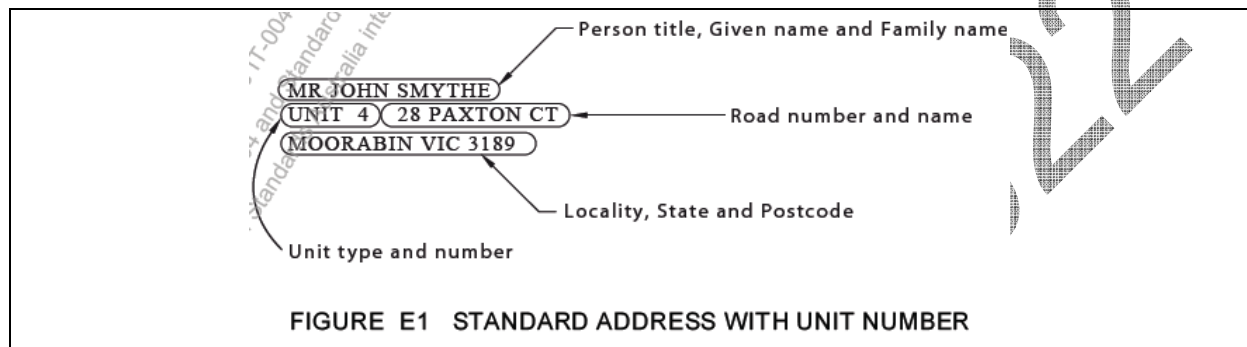 Person title, Given name and Family name
MR JOHN SMYTHE
UNIT 4 28 PAXTON CT
Road number and name
MOORABIN VIC 3189
Locality, State and Postcode
Unit type and number
FIGURE E1 STANDARD ADDRESS WITH UNIT NUMBER